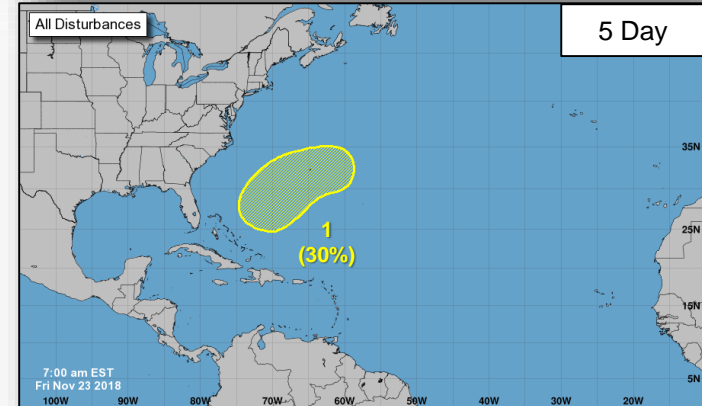 All Disturbances
5 Day
35N
1
(30%)
25N
15N
7:00 am EST
Fri Nov 23 2018
5N
100W 90W 80W 70W 60W 50W 40W 30W 20W